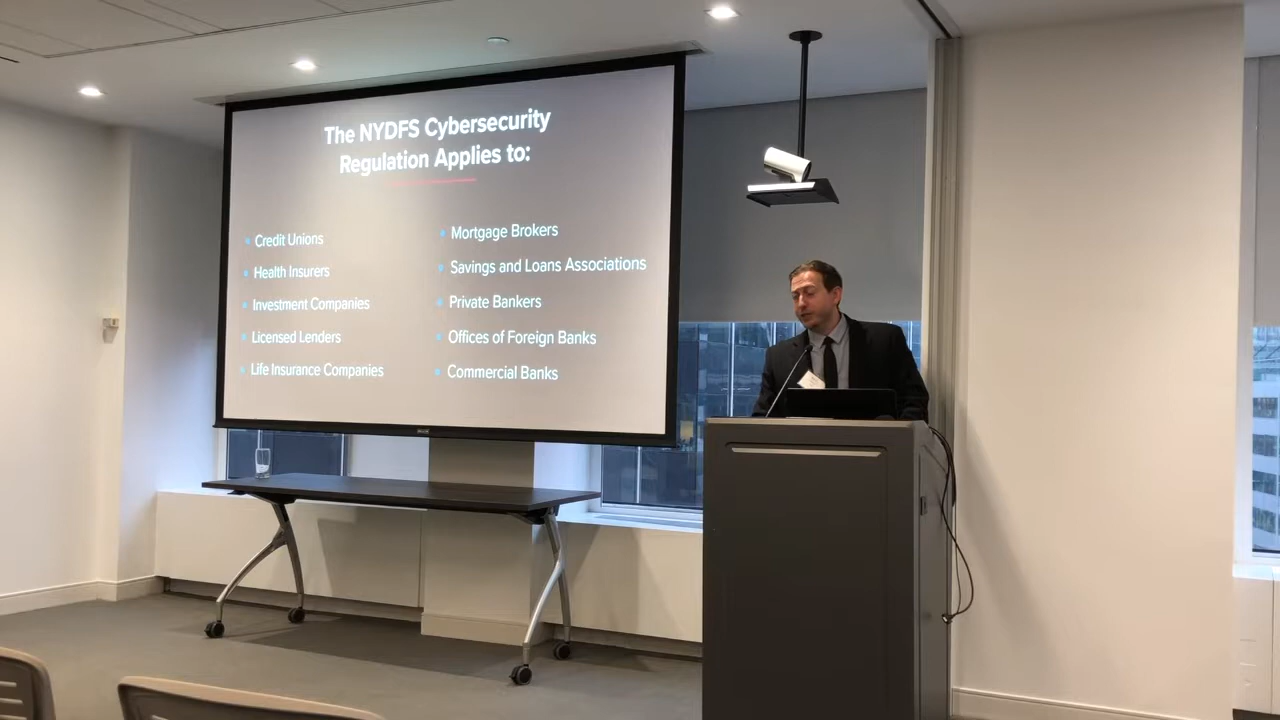 The NYDFS Cybersecurity
Regulation Applies to:
Credit Unions
Health Insurers
Investment Companies
Licensed Lenders
Life Insurance Companies
Mortgage Brokers
Savings and Loans Associations
Private Bankers
Offices of Foreign Banks
Commercial Banks